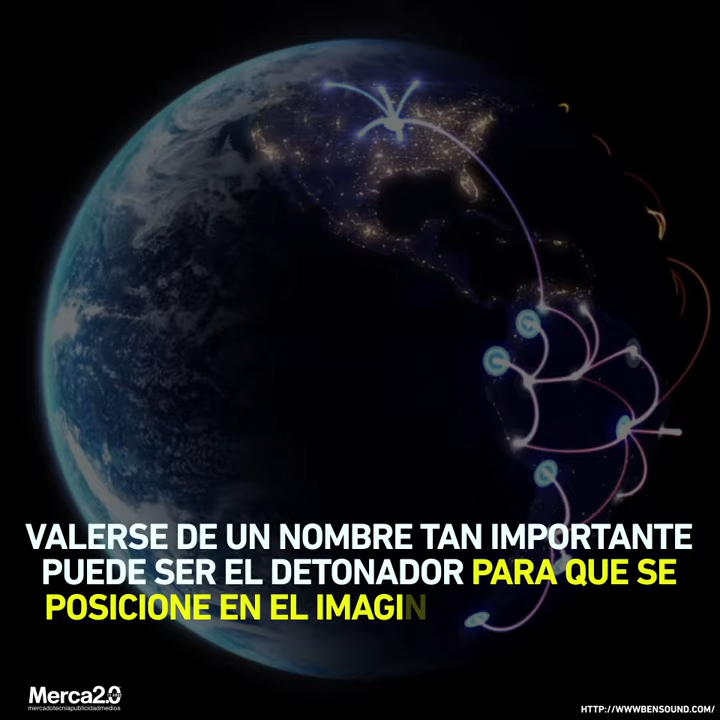 VALERSE DE UN NOMBRE TAN IMPORTANTE
PUEDE SER EL DETONADOR PARA QUE SE
POSICIONE EN EL IMAGIN
Merca2.0
mercadotecniapublicidadmedios
HTTP://WWWBENSOUND.COM/